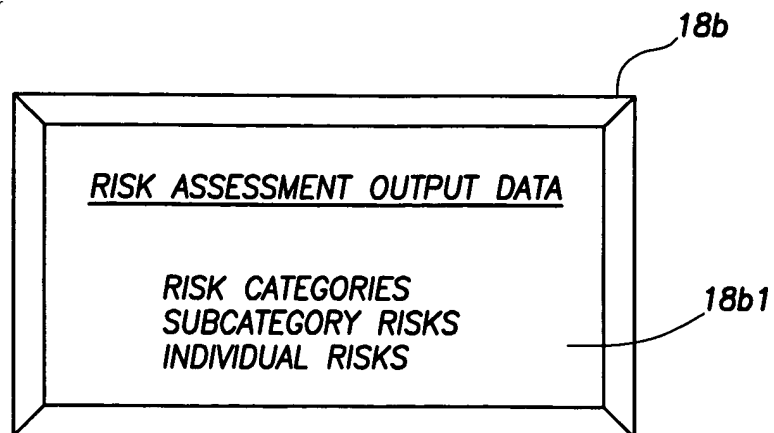 18b
RISK ASSESSMENT OUTPUT DATA
RISK CATEGORIES
SUBCATEGORY RISKS
INDIVIDUAL RISKS
18b1